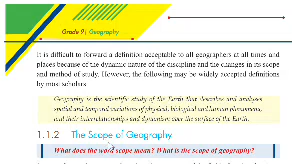 Grade 9 | Geography
It is difficult to forward a definition acceptable to all geographers at all times and
places because of the dynamic nature of the discipline and the changes in its scope
and method of study. However, the following may be widely accepted definitions
by most scholars.
Geography is the scientific study of the Earth that describes and analyses
spatial and temporal variations of physical, biological and human phenomena,
and their interrelationships and dynamism over the surface of the Earth.
1.1.2 The Scope of Geography
What does the word scope mean? What is the scope of geography?